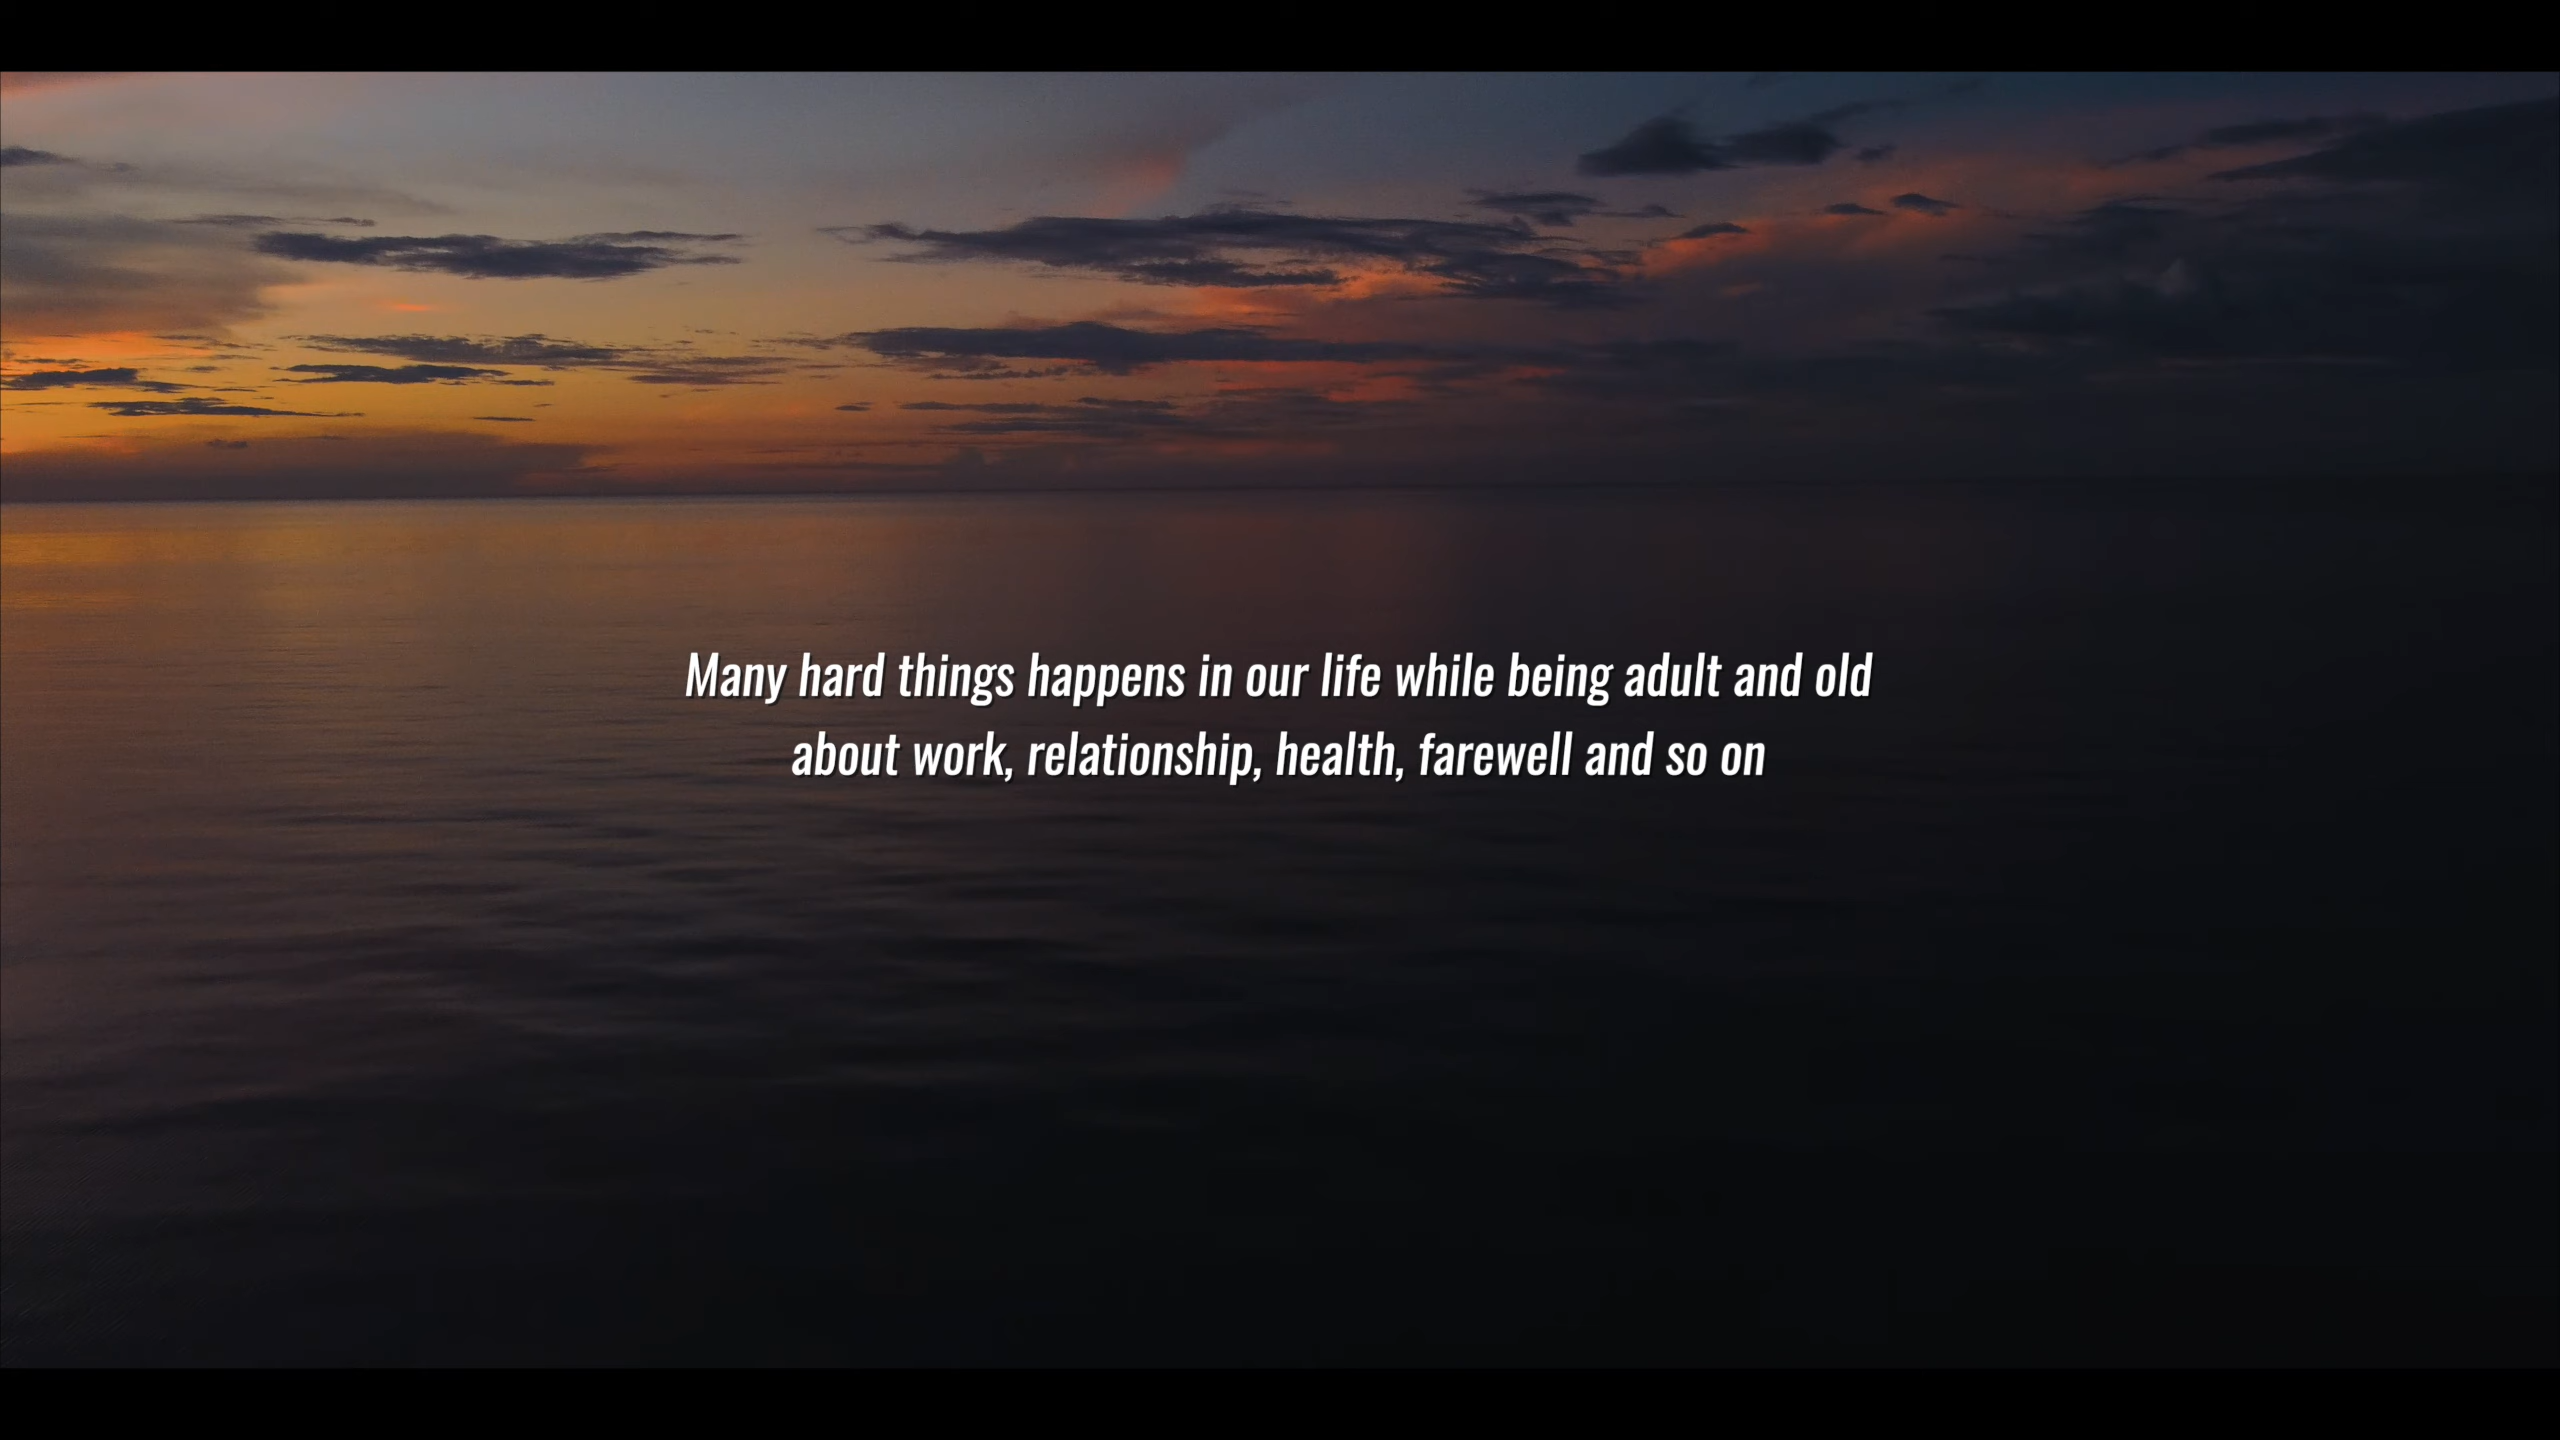 Many hard things happens in our life while being adult and old
about work, relationship, health, farewell and so on